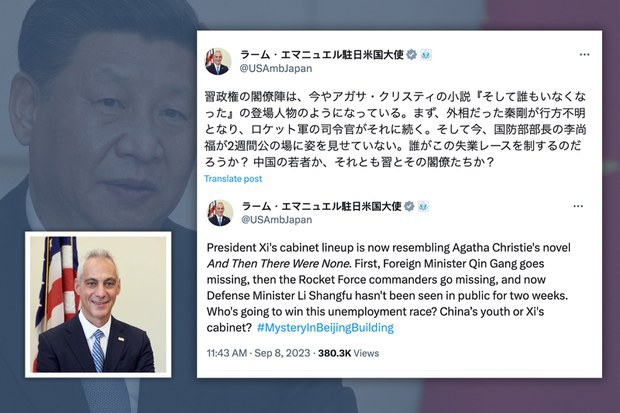 ラーム・エマニュエル駐日米国大使
@USAmbJapan
習政権の閣僚陣は、今やアガサ・クリスティの小説『そして誰もいなくな
った』の登場人物のようになっている。まず、外相だった秦剛が行方不明
となり、ロケット軍の司令官がそれに続く。そして今、国防部部長の李尚
福が2週間公の場に姿を見せていない。誰がこの失業レースを制するのだ
ろうか？ 中国の若者か、それとも習とその閣僚たちか？
Translate post
ラーム・エマニュエル駐日米国大使
@USAmbJapan
President Xi's cabinet lineup is now resembling Agatha Christie's novel
And Then There Were None. First, Foreign Minister Qin Gang goes
missing, then the Rocket Force commanders go missing, and now
Defense Minister Li Shangfu hasn't been seen in public for two weeks.
Who's going to win this unemployment race? China's youth or Xi's
cabinet? #MysteryInBeijingBuilding
11:43 AM · Sep 8, 2023 · 380.3K Views